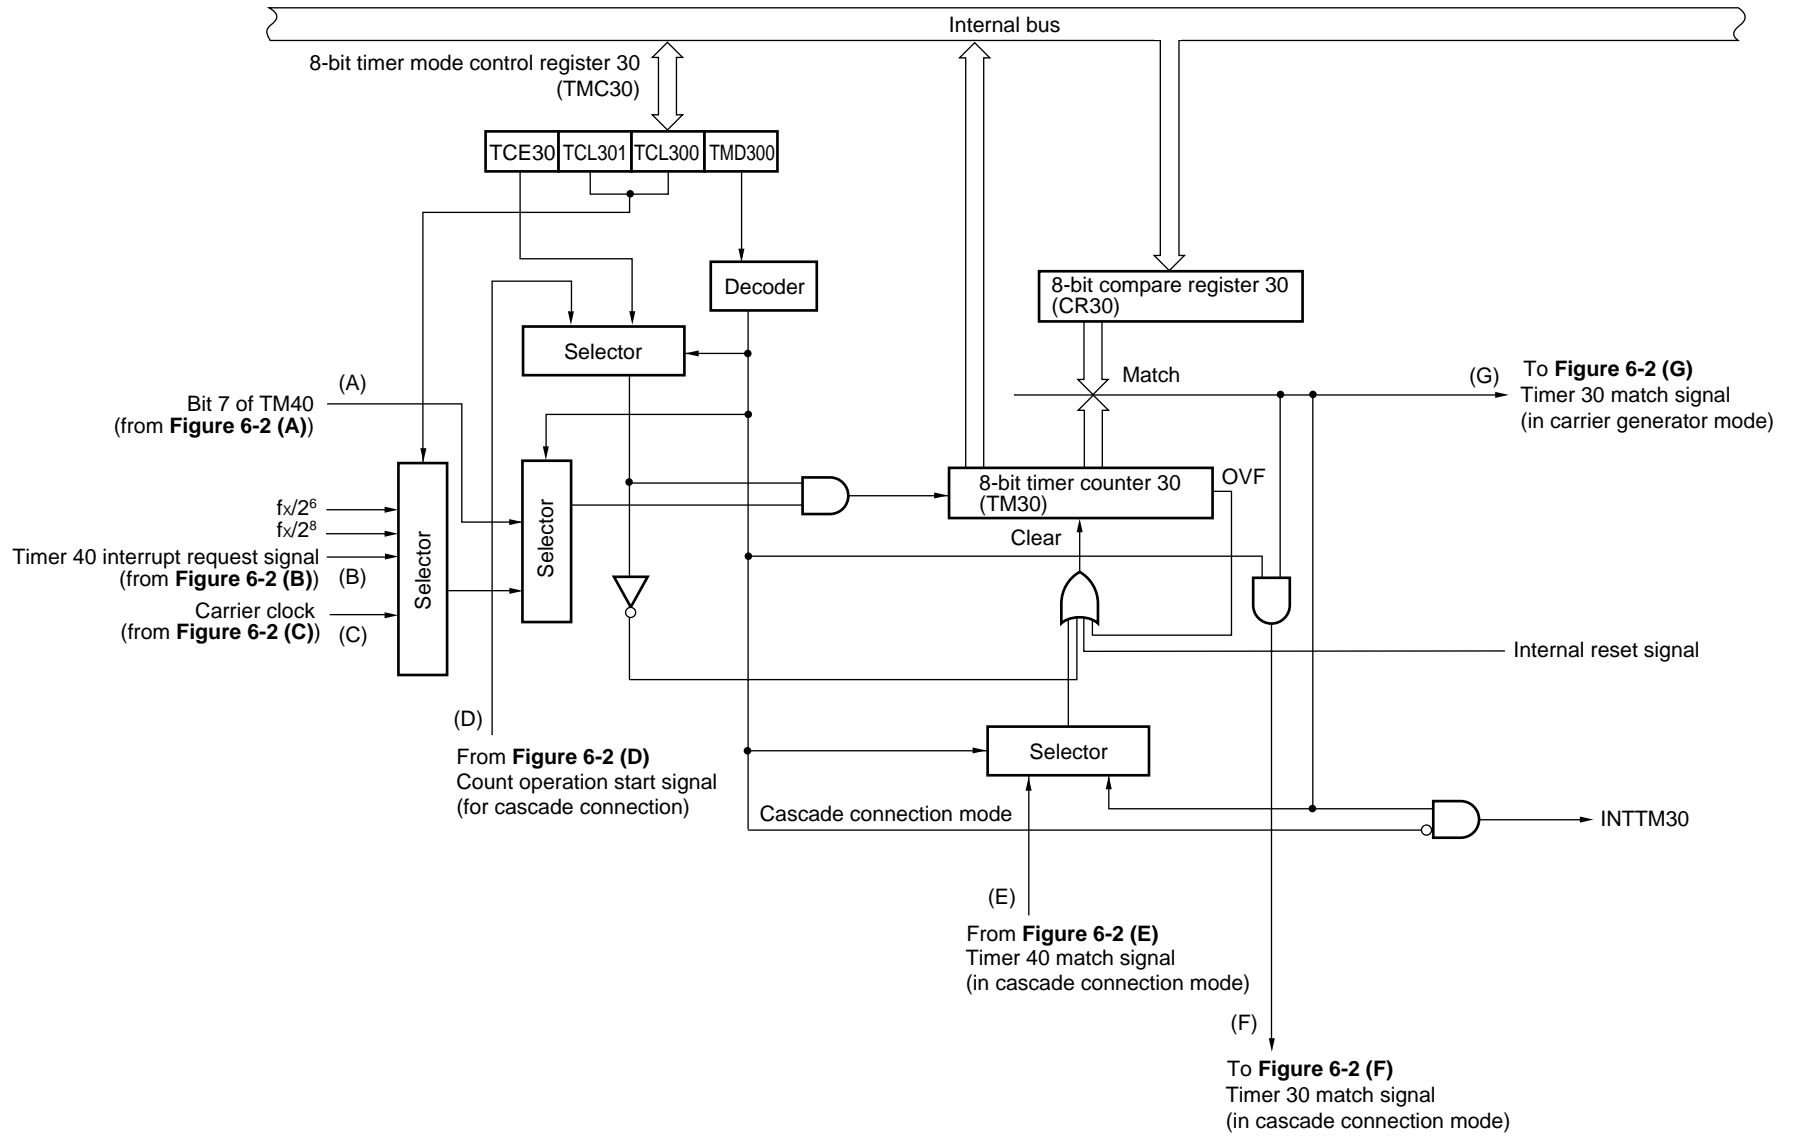 Internal bus
8-bit timer mode control register 30
(TMC30)
TCE30 TCL301 TCL300 TMD300
Decoder
8-bit compare register 30
(CR30)
Selector
Match
(G)
To Figure 6-2 (G)
Timer 30 match signal
(in carrier generator mode)
(A)
Bit 7 of TM40
(from Figure 6-2 (A))
8-bit timer counter 30
(TM30)
OVF
Selector
Selector
fX/2⁶
fX/2⁸
Timer 40 interrupt request signal
(from Figure 6-2 (B))
(B)
Carrier clock
(from Figure 6-2 (C))
(C)
Clear
Internal reset signal
(D)
From Figure 6-2 (D)
Count operation start signal
(for cascade connection)
Selector
Cascade connection mode
INTTM30
(E)
From Figure 6-2 (E)
Timer 40 match signal
(in cascade connection mode)
(F)
To Figure 6-2 (F)
Timer 30 match signal
(in cascade connection mode)